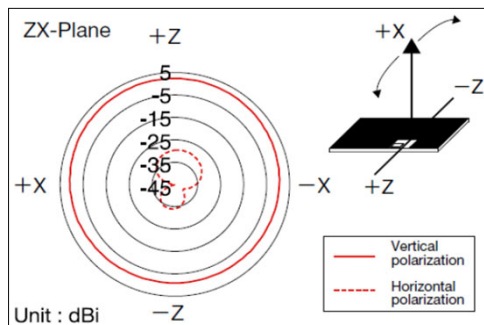 ZX-Plane
+Z
5
-5
-15
-25
-35
-45
+X
−X
−Z
Unit : dBi
+X
−Z
+Z
Vertical
polarization
Horizontal
polarization